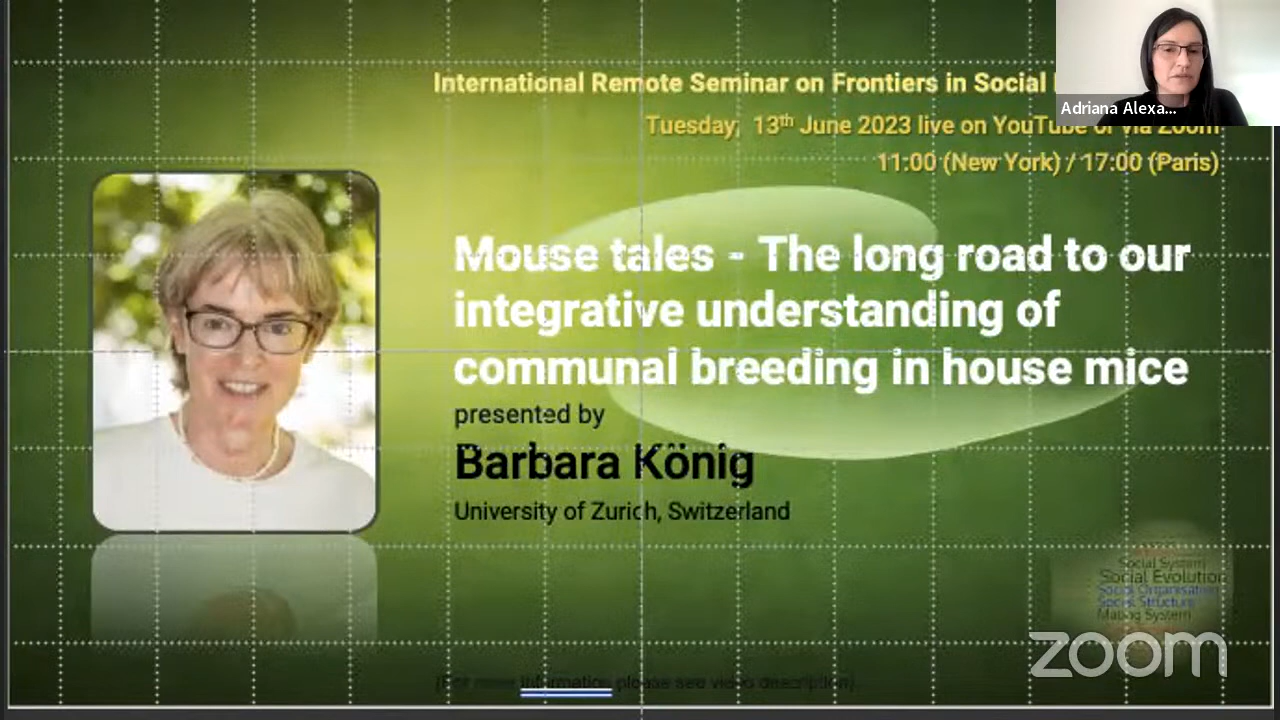 International Remote Seminar on Frontiers in Social
Adriana Alexa...
Tuesday, 13th June 2023 live on YouTube or via Zoom
11:00 (New York) / 17:00 (Paris)
Mouse tales - The long road to our
integrative understanding of
communal breeding in house mice
presented by
Barbara König
University of Zurich, Switzerland
Social System
Social Evolution
Social Organisation
Social Structure
Mating System
zoom
(For more information please see video description)